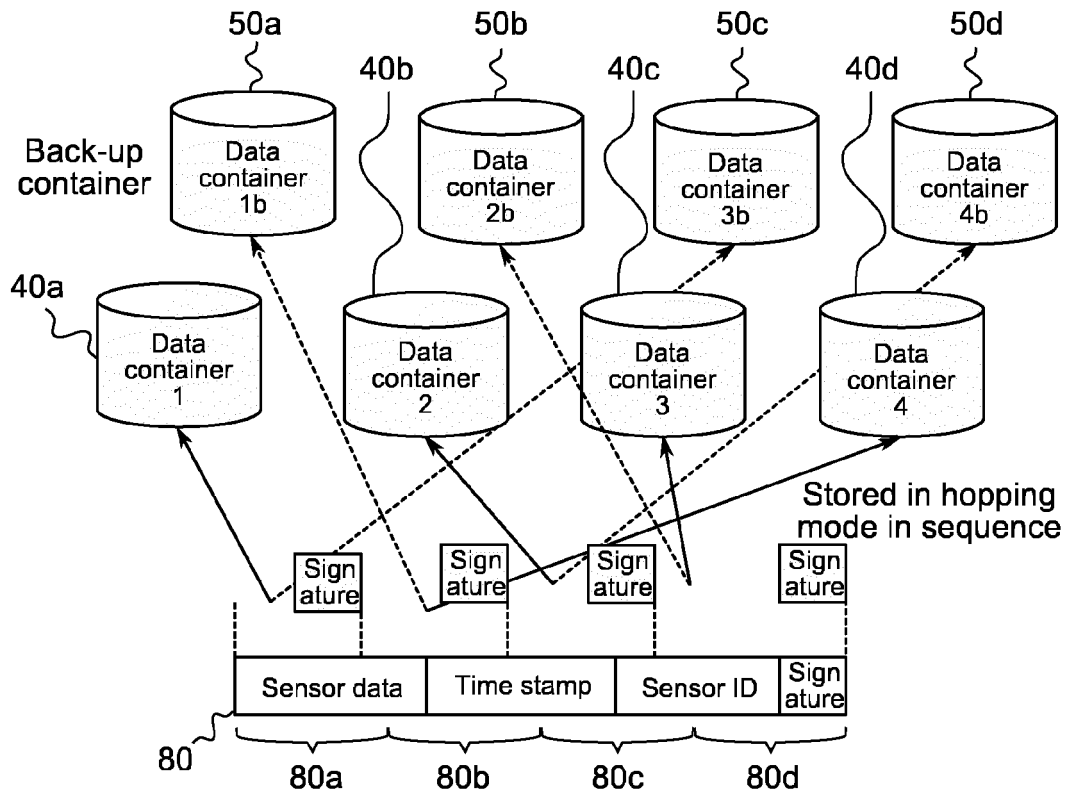 50a
50b
50c
50d
40b
40c
40d
Back-up
container
Data
container
1b
Data
container
2b
Data
container
3b
Data
container
4b
40a
Data
container
1
Data
container
2
Data
container
3
Data
container
4
Stored in hopping
mode in sequence
Sign
ature
Sign
ature
Sign
ature
Sign
ature
Sensor data
Time stamp
Sensor ID
Sign
ature
80
80a
80b
80c
80d